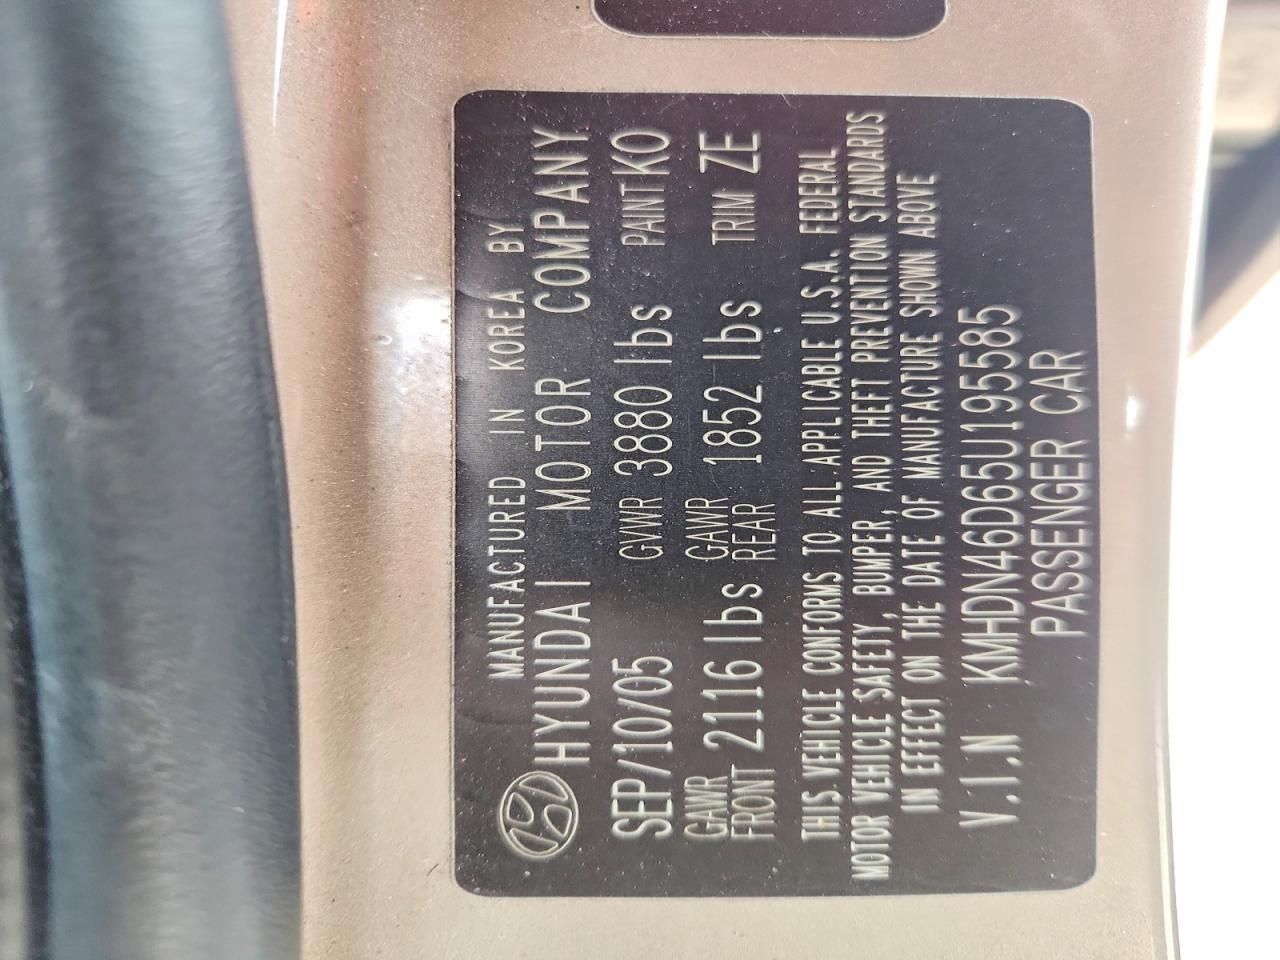 MANUFACTURED IN KOREA BY
HYUNDAI MOTOR COMPANY
SEP/10/05 GVWR 3880 lbs PAINT KO
GAWR FRONT 2116 lbs GAWR REAR 1852 lbs TRIM ZE
THIS VEHICLE CONFORMS TO ALL APPLICABLE U.S.A. FEDERAL
MOTOR VEHICLE SAFETY, BUMPER, AND THEFT PREVENTION STANDARDS
IN EFFECT ON THE DATE OF MANUFACTURE SHOWN ABOVE
V.I.N KMHDN46D65U195585
PASSENGER CAR